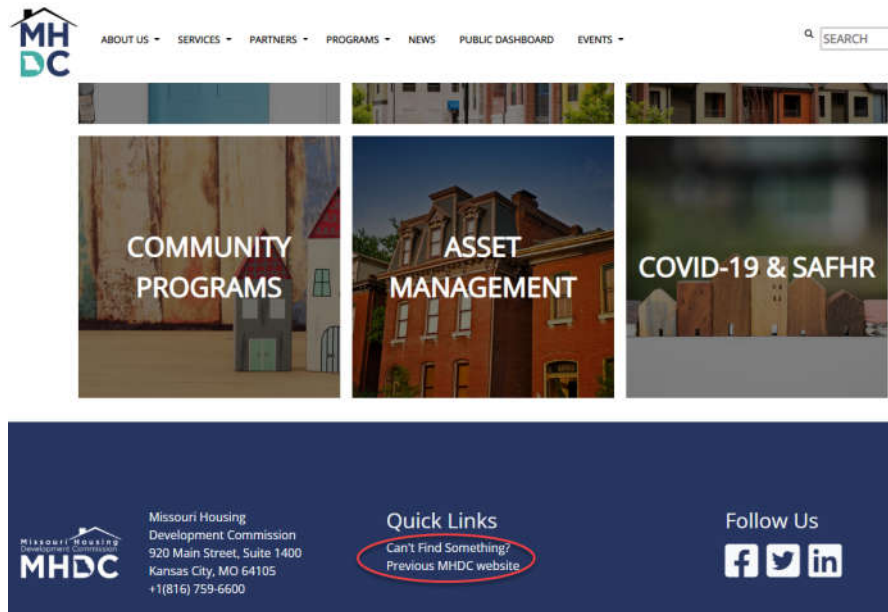 MH
DC
ABOUT US
SERVICES
PARTNERS
PROGRAMS
NEWS
PUBLIC DASHBOARD
EVENTS
SEARCH
COMMUNITY
PROGRAMS
ASSET
MANAGEMENT
COVID-19 & SAFHR
Missouri Housing
Development Commission
MHDC
Missouri Housing
Development Commission
920 Main Street, Suite 1400
Kansas City, MO 64105
+1(816) 759-6600
Quick Links
Can't Find Something?
Previous MHDC website
Follow Us